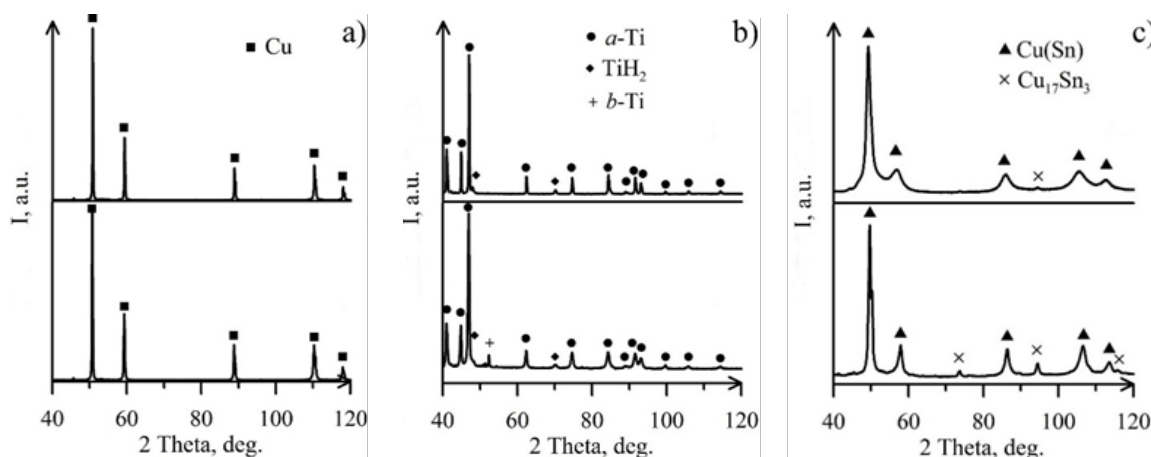 a)
■ Cu
I, a.u.
I, a.u.
40 60 80 100 120
2 Theta, deg.
b)
● a-Ti
◆ TiH₂
+ b-Ti
I, a.u.
I, a.u.
40 60 80 100 120
2 Theta, deg.
c)
▲ Cu(Sn)
× Cu₁₇Sn₃
I, a.u.
I, a.u.
40 60 80 100 120
2 Theta, deg.